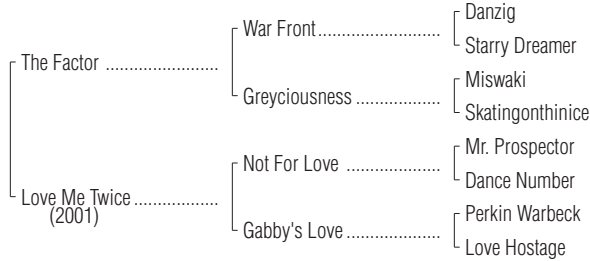 Danzig
War Front........................
Starry Dreamer
The Factor ......................
Miswaki
Greyciousness .................
Skatingonthinice
Mr. Prospector
Not For Love ...................
Dance Number
Love Me Twice.................
(2001)
Perkin Warbeck
Gabby's Love ...................
Love Hostage